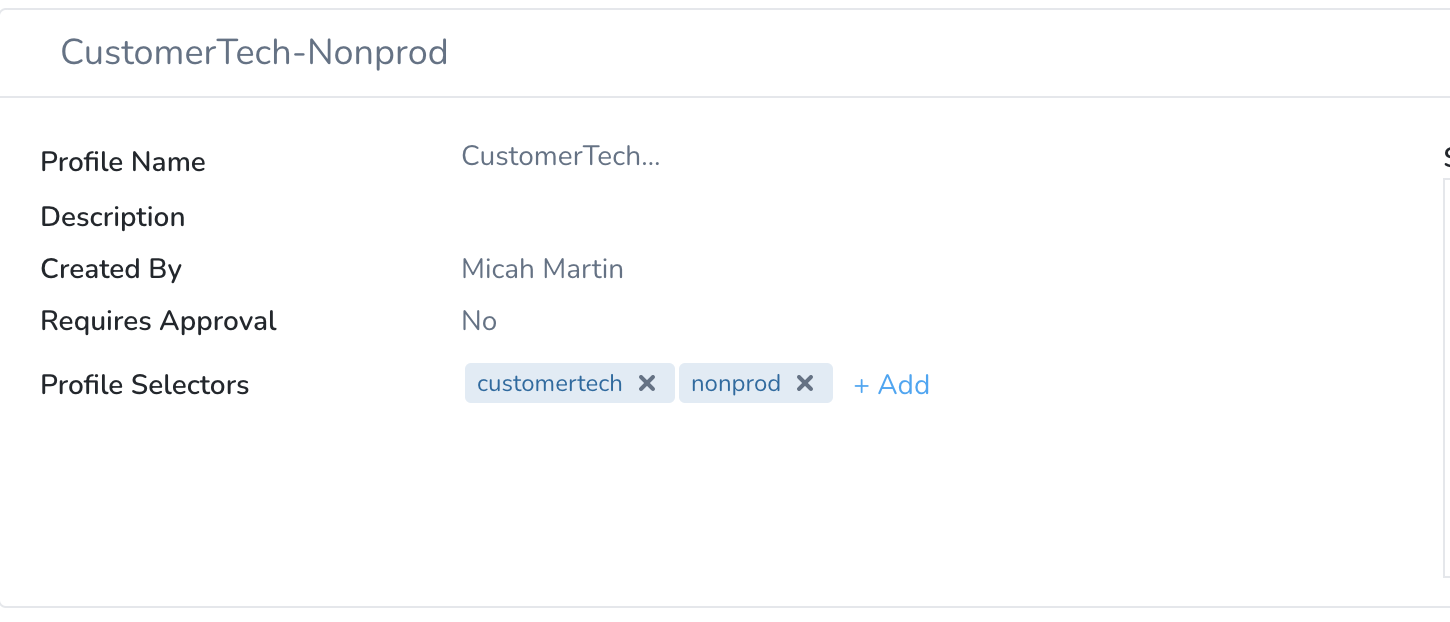 CustomerTech-Nonprod
Profile Name CustomerTech...
Description
Created By Micah Martin
Requires Approval No
Profile Selectors customertech ✕ nonprod ✕ + Add